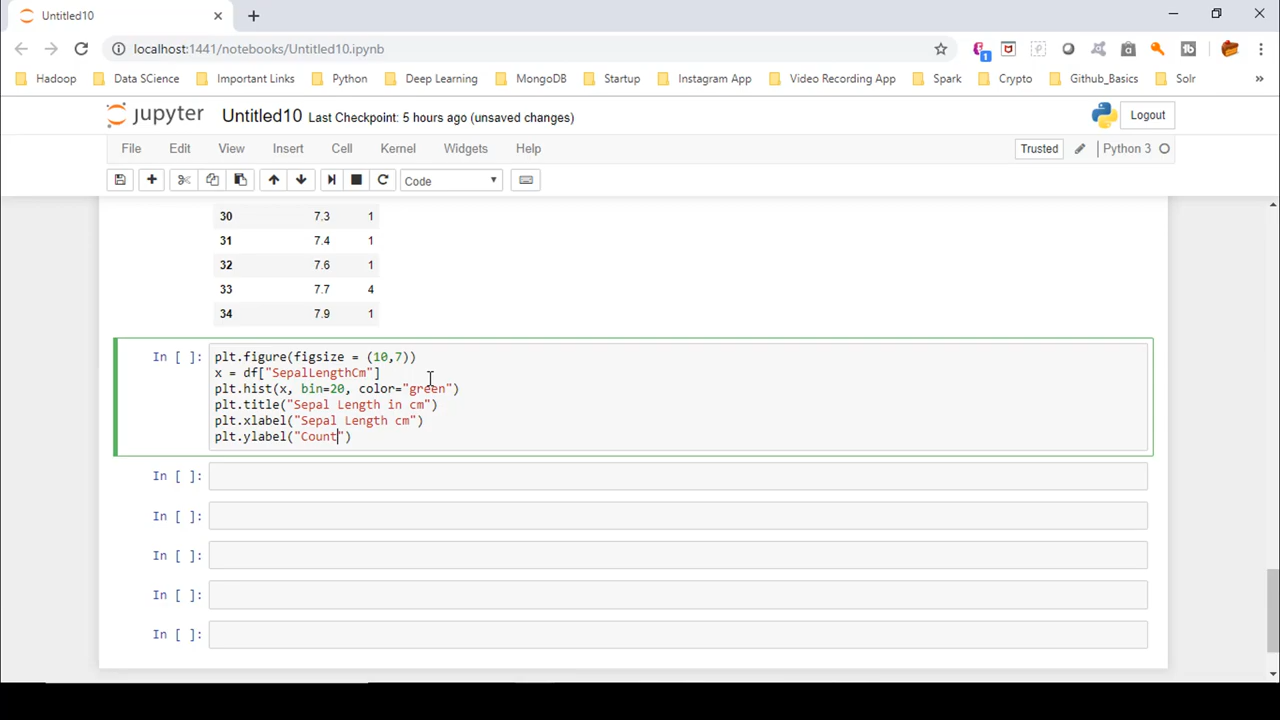 Untitled10
localhost:1441/notebooks/Untitled10.ipynb
1
Hadoop Data SCience Important Links Python Deep Learning MongoDB Startup Instagram App Video Recording App Spark Crypto Github_Basics Solr »
jupyter Untitled10 Last Checkpoint: 5 hours ago (unsaved changes) Logout
File Edit View Insert Cell Kernel Widgets Help Trusted Python 3
Code
30 7.3 1
31 7.4 1
32 7.6 1
33 7.7 4
34 7.9 1
In [ ]: plt.figure(figsize = (10,7))
x = df["SepalLengthCm"]
plt.hist(x, bin=20, color="green")
plt.title("Sepal Length in cm")
plt.xlabel("Sepal Length cm")
plt.ylabel("Count")
In [ ]:
In [ ]:
In [ ]:
In [ ]:
In [ ]: